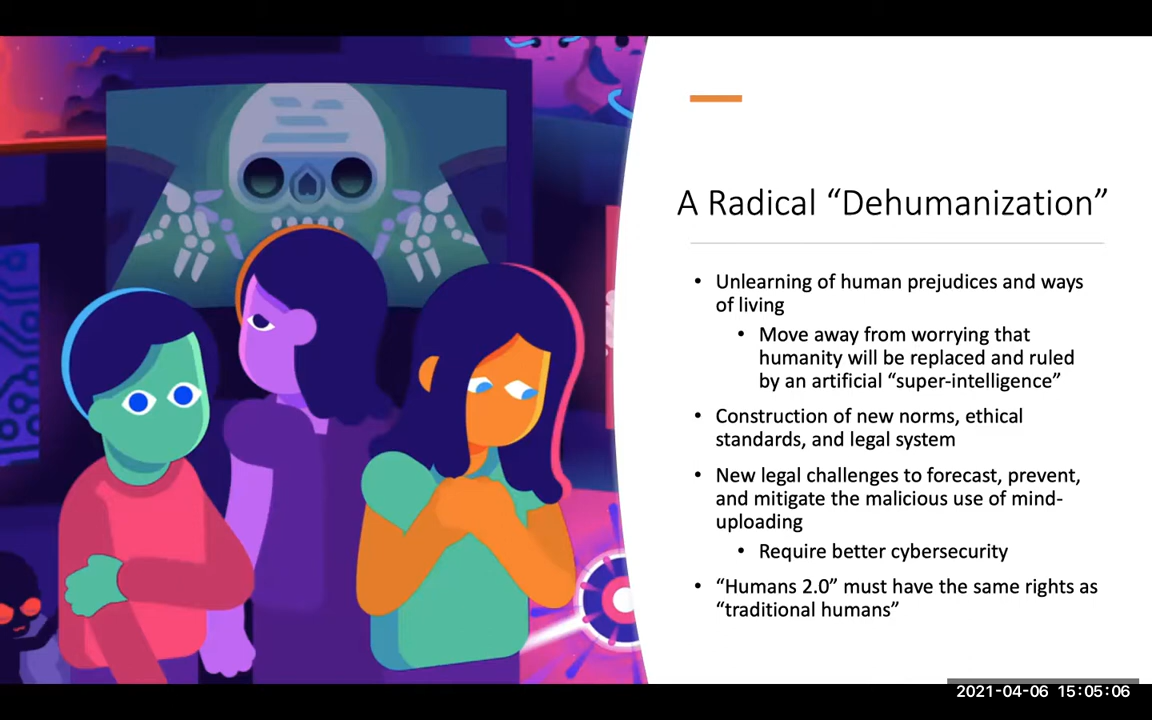 A Radical “Dehumanization”
• Unlearning of human prejudices and ways
of living
• Move away from worrying that
humanity will be replaced and ruled
by an artificial “super-intelligence”
• Construction of new norms, ethical
standards, and legal system
• New legal challenges to forecast, prevent,
and mitigate the malicious use of mind-
uploading
• Require better cybersecurity
• “Humans 2.0” must have the same rights as
“traditional humans”
2021-04-06 15:05:06